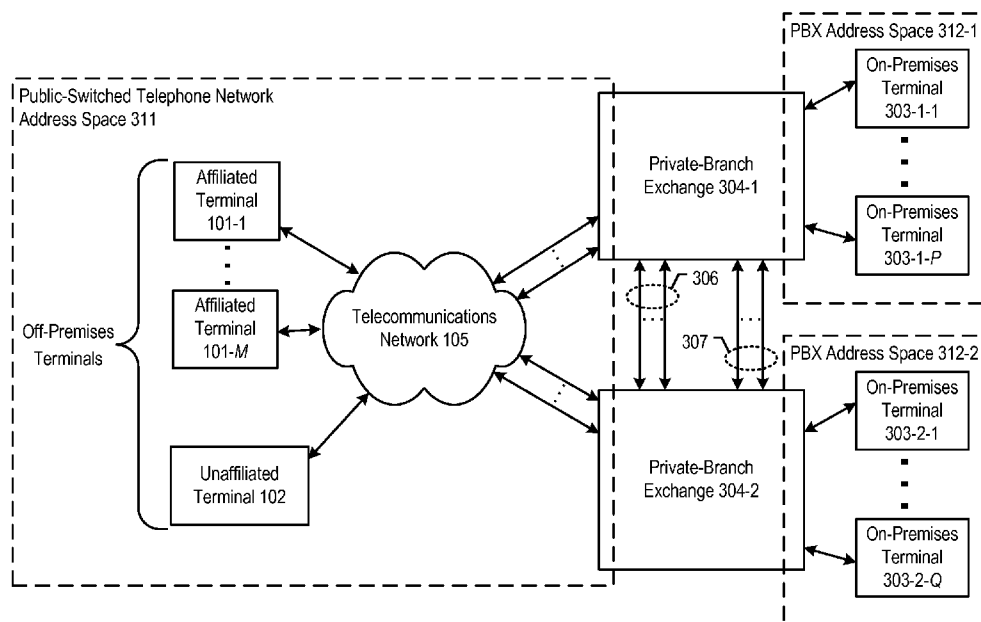 Public-Switched Telephone Network
Address Space 311
Off-Premises
Terminals
Affiliated
Terminal
101-1
Affiliated
Terminal
101-M
Unaffiliated
Terminal 102
Telecommunications
Network 105
Private-Branch
Exchange 304-1
306
307
Private-Branch
Exchange 304-2
PBX Address Space 312-1
On-Premises
Terminal
303-1-1
On-Premises
Terminal
303-1-P
PBX Address Space 312-2
On-Premises
Terminal
303-2-1
On-Premises
Terminal
303-2-Q